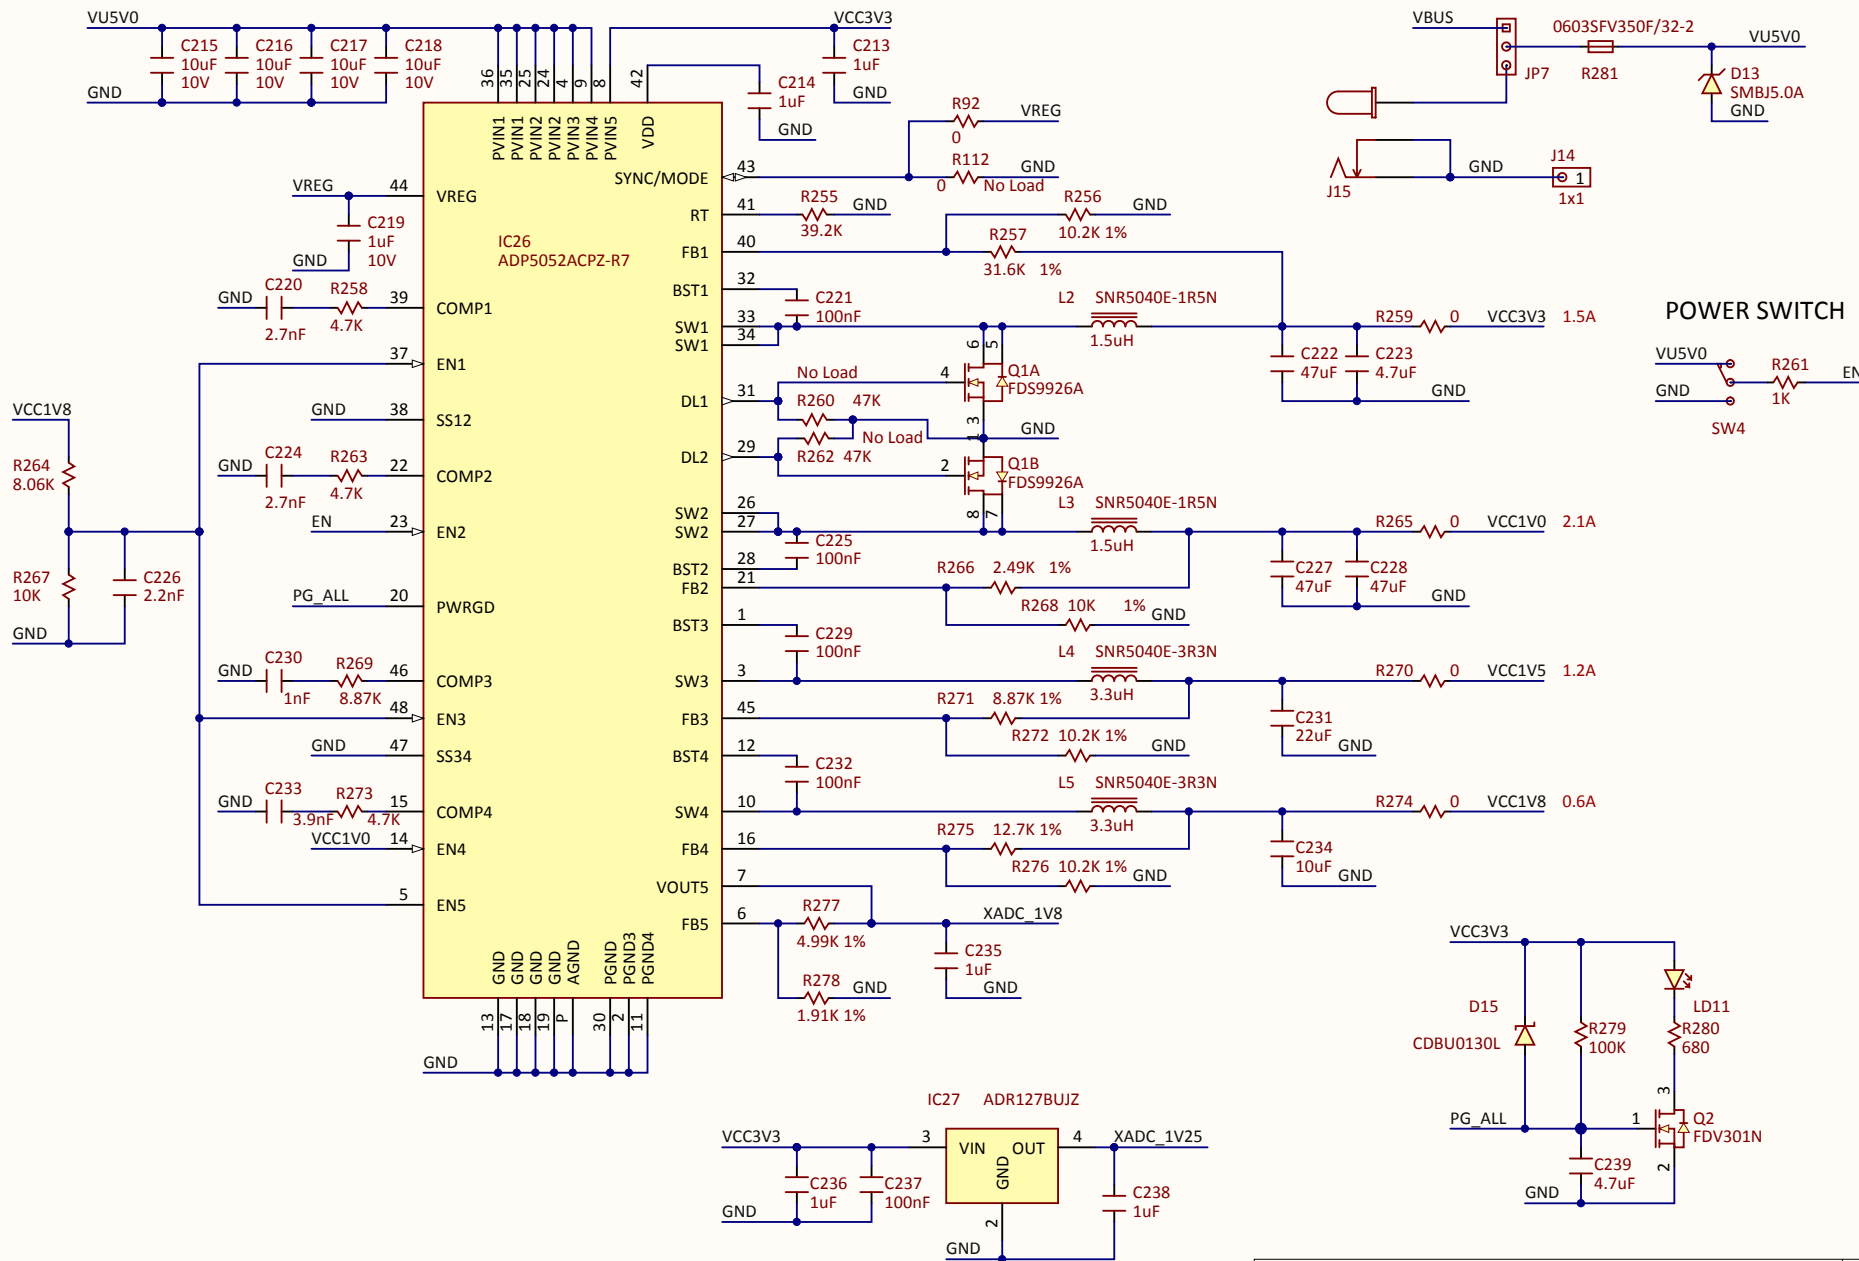 VU5V0
C215
10uF
10V
C216
10uF
10V
C217
10uF
10V
C218
10uF
10V
GND
36
35
25
24
4
9
8
42
PVIN1
PVIN1
PVIN2
PVIN2
PVIN3
PVIN4
PVIN5
VDD
VCC3V3
C213
1uF
GND
C214
1uF
GND
R92
0
VREG
R112
0
No Load
GND
VBUS
JP7
0603SFV350F/32-2
R281
VU5V0
D13
SMBJ5.0A
GND
J15
GND
J14
1
1x1
IC26
ADP5052ACPZ-R7
VREG
44
VREG
C219
1uF
10V
GND
GND
C220
2.7nF
R258
4.7K
39
COMP1
37
EN1
GND
38
SS12
GND
C224
2.7nF
R263
4.7K
22
COMP2
EN
23
EN2
PG_ALL
20
PWRGD
GND
C230
1nF
R269
8.87K
46
COMP3
48
EN3
GND
47
SS34
GND
C233
3.9nF
R273
4.7K
15
COMP4
VCC1V0
14
EN4
5
EN5
VCC1V8
R264
8.06K
R267
10K
C226
2.2nF
GND
SYNC/MODE
43
RT
41
R255
39.2K
GND
FB1
40
R256
10.2K 1%
GND
R257
31.6K 1%
BST1
32
C221
100nF
SW1
33
SW1
34
L2 SNR5040E-1R5N
1.5uH
R259 0 VCC3V3 1.5A
C222
47uF
C223
4.7uF
GND
DL1
31
No Load
R260 47K
4
6
5
Q1A
FDS9926A
3
GND
1
DL2
29
No Load
R262 47K
2
Q1B
FDS9926A
8
7
SW2
26
SW2
27
C225
100nF
L3 SNR5040E-1R5N
1.5uH
R265 0 VCC1V0 2.1A
C227
47uF
C228
47uF
GND
BST2
28
FB2
21
R266 2.49K 1%
R268 10K 1%
GND
BST3
1
C229
100nF
SW3
3
L4 SNR5040E-3R3N
3.3uH
R270 0 VCC1V5 1.2A
C231
22uF
GND
FB3
45
R271 8.87K 1%
R272 10.2K 1%
GND
BST4
12
C232
100nF
SW4
10
L5 SNR5040E-3R3N
3.3uH
R274 0 VCC1V8 0.6A
C234
10uF
GND
FB4
16
R275 12.7K 1%
R276 10.2K 1%
GND
VOUT5
7
FB5
6
R277
4.99K 1%
XADC_1V8
C235
1uF
GND
R278
1.91K 1%
GND
GND
GND
GND
GND
AGND
PGND
PGND3
PGND4
13
17
18
19
P
30
2
11
GND
POWER SWITCH
VU5V0
GND
SW4
R261
1K
EN
VCC3V3
D15
CDBU0130L
R279
100K
LD11
R280
680
PG_ALL
3
1
2
Q2
FDV301N
C239
4.7uF
GND
IC27 ADR127BUJZ
VCC3V3
3
VIN
OUT
GND
4
XADC_1V25
C236
1uF
C237
100nF
GND
2
C238
1uF
GND